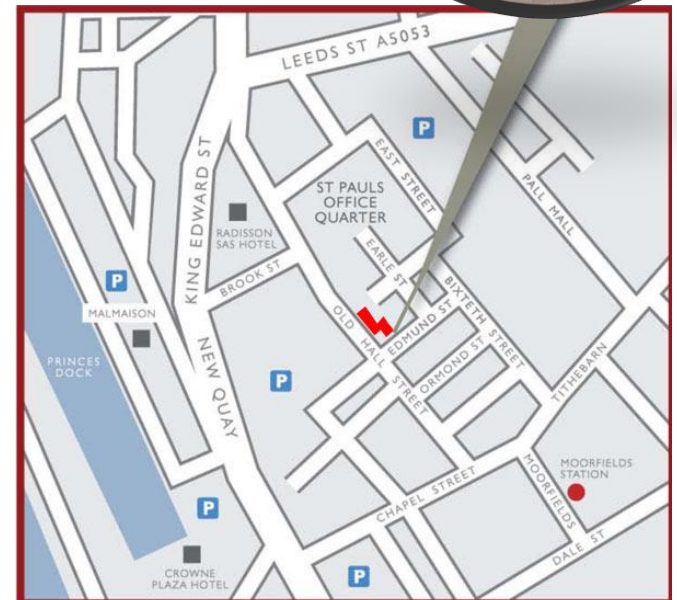 LEEDS ST A5053
P
EAST STREET
PALL MALL
ST PAULS
OFFICE
QUARTER
KING EDWARD ST
RADISSON
SAS HOTEL
EARLE ST
BROOK ST
P
BIXTETH STREET
MALMAISON
OLD HALL STREET
EDMUND ST
PRINCES
DOCK
NEW QUAY
P
ORMOND ST
TITHEBARN
MOORFIELDS
STATION
MOORFIELDS
CHAPEL STREET
P
DALE ST
CROWNE
PLAZA HOTEL
P